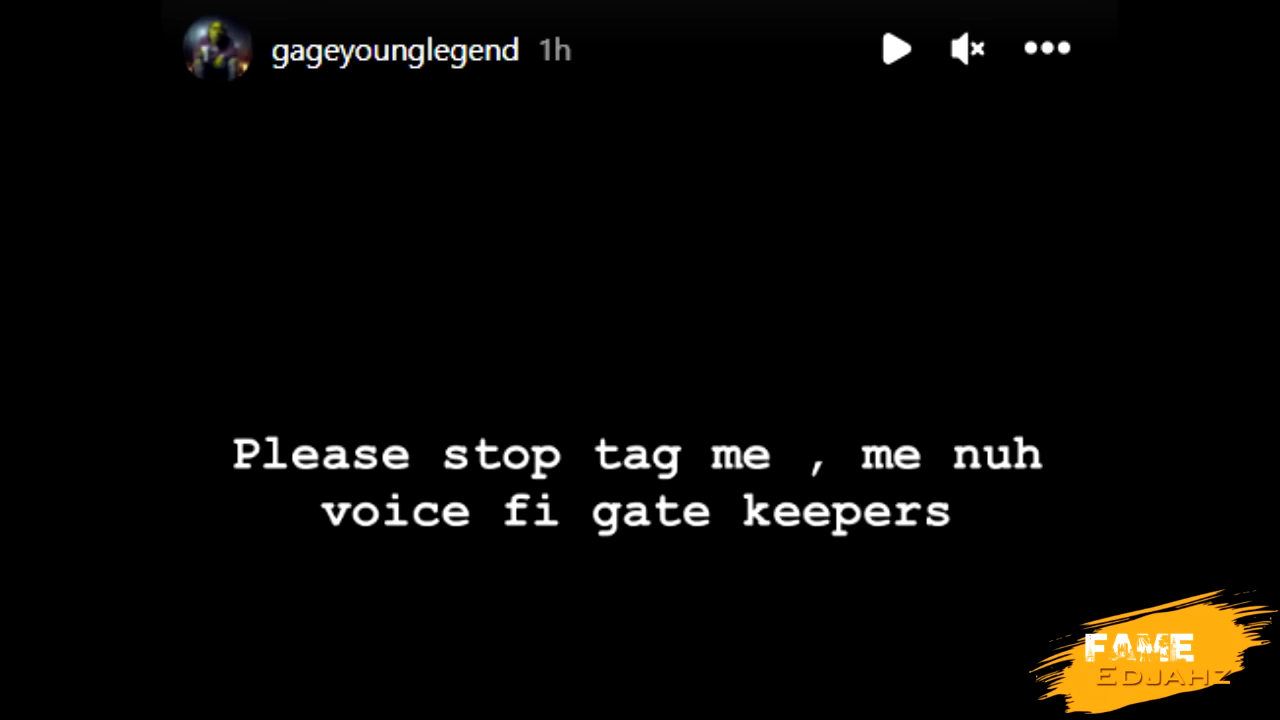 gageyounglegend 1h
Please stop tag me , me nuh
voice fi gate keepers
FAME
EDJAHZ